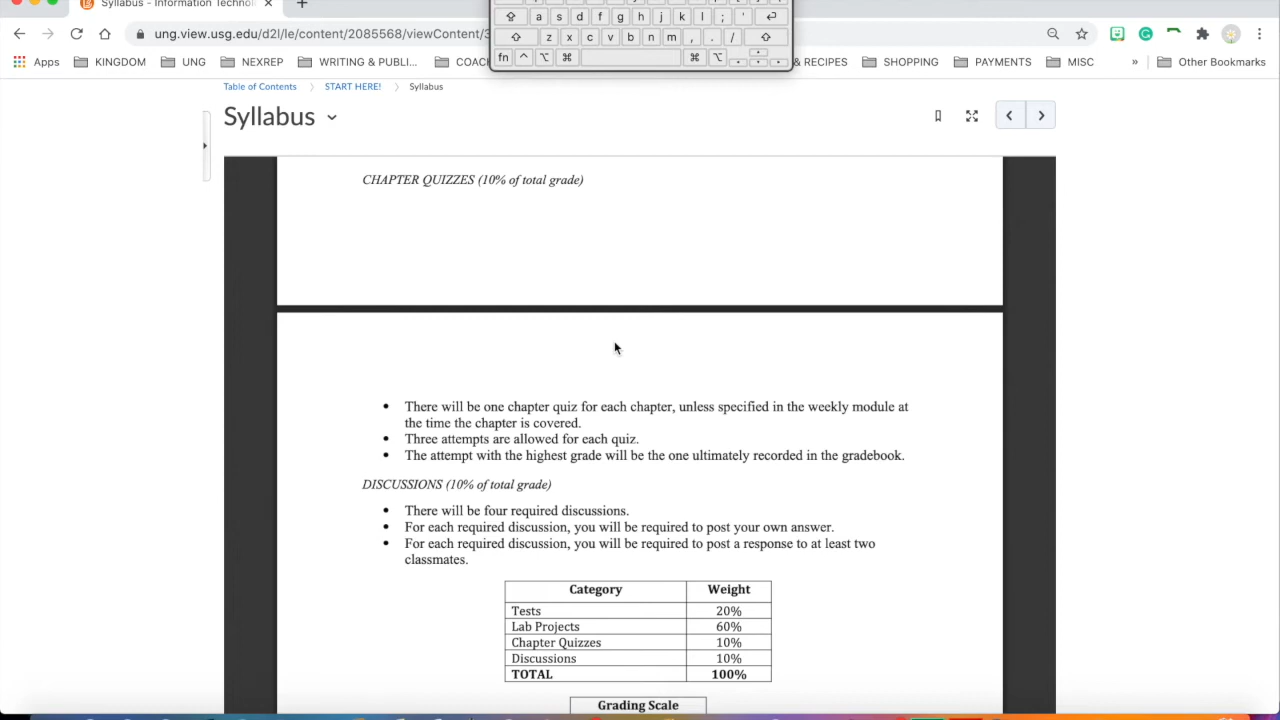 Syllabus - Information Technol
ung.view.usg.edu/d2l/le/content/2085568/viewContent/3
a s d f g h j k l ; '
z x c v b n m , . /
fn
Apps KINGDOM UNG NEXREP WRITING & PUBLI... COAC & RECIPES SHOPPING PAYMENTS MISC » Other Bookmarks
Table of Contents START HERE! Syllabus
Syllabus
CHAPTER QUIZZES (10% of total grade)
• There will be one chapter quiz for each chapter, unless specified in the weekly module at
the time the chapter is covered.
• Three attempts are allowed for each quiz.
• The attempt with the highest grade will be the one ultimately recorded in the gradebook.
DISCUSSIONS (10% of total grade)
• There will be four required discussions.
• For each required discussion, you will be required to post your own answer.
• For each required discussion, you will be required to post a response to at least two
classmates.
Category Weight
Tests 20%
Lab Projects 60%
Chapter Quizzes 10%
Discussions 10%
TOTAL 100%
Grading Scale